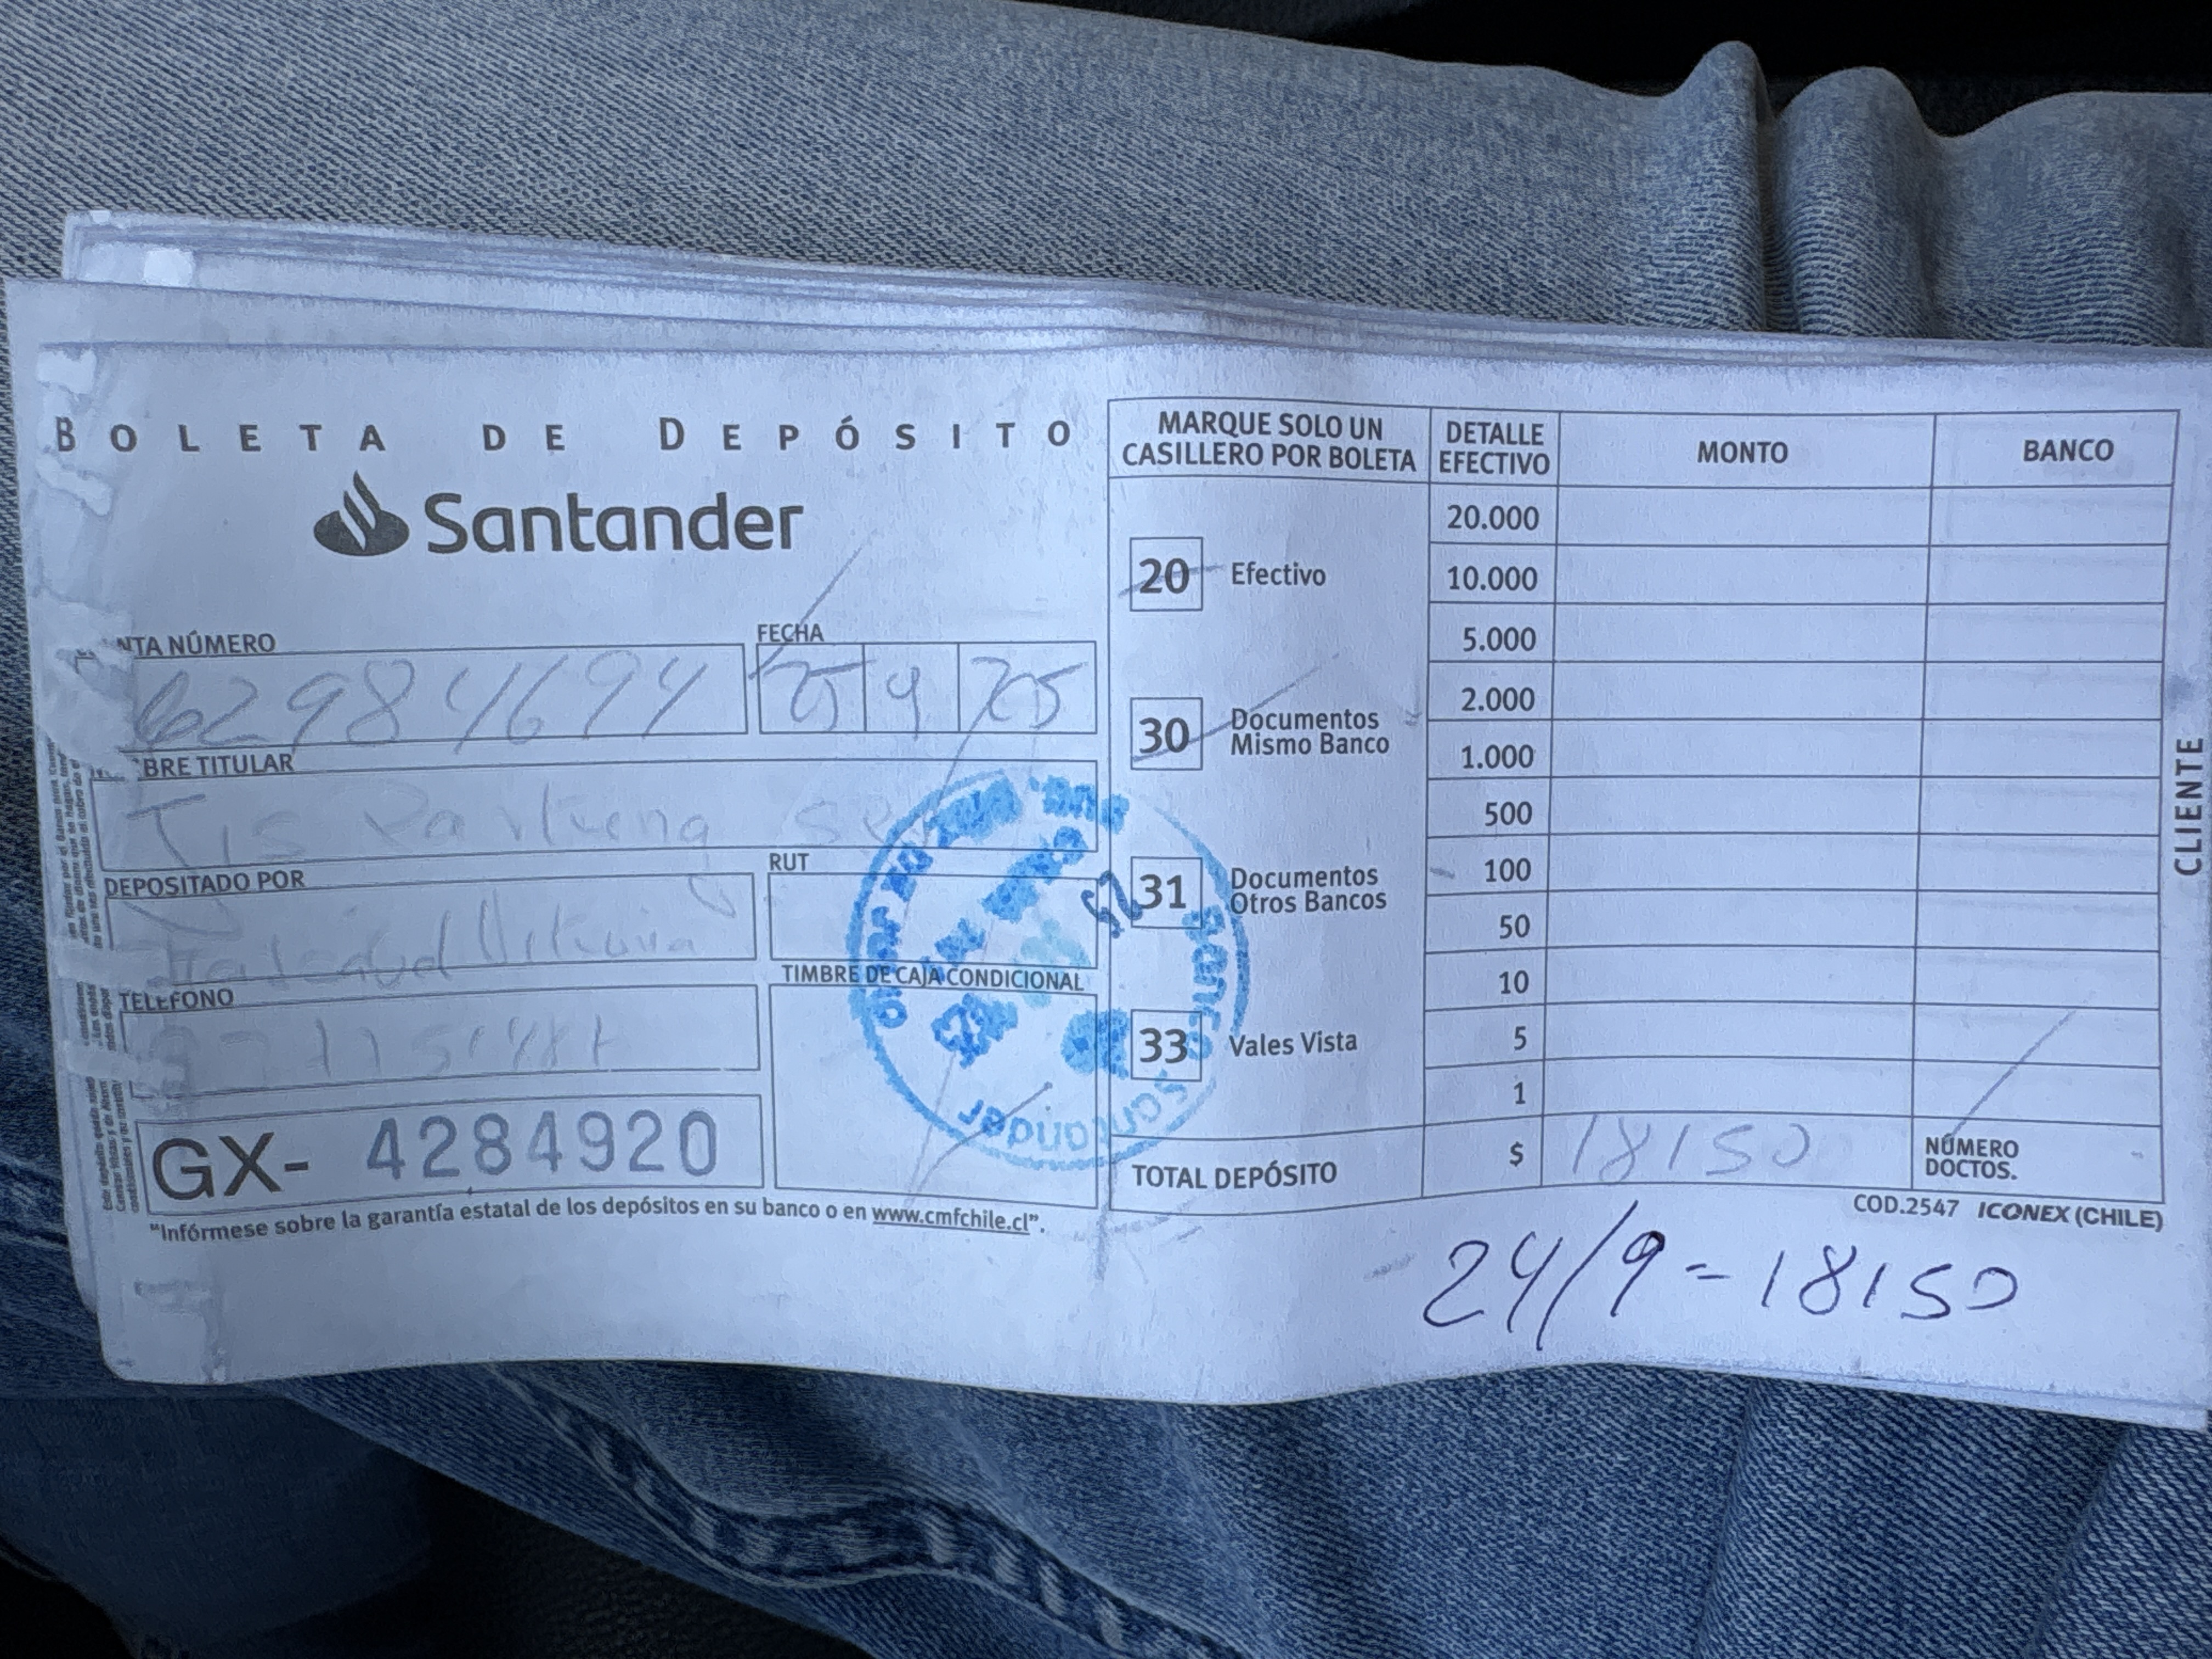 BOLETA DE DEPÓSITO
Santander
NTA NÚMERO
62984694
FECHA
25 9 25
BRE TITULAR
DEPOSITADO POR
RUT
TELEFONO
TIMBRE DE CAJA CONDICIONAL
GX- 4284920
"Infórmese sobre la garantía estatal de los depósitos en su banco o en www.cmfchile.cl".
MARQUE SOLO UN CASILLERO POR BOLETA
20 Efectivo
30 Documentos Mismo Banco
31 Documentos Otros Bancos
33 Vales Vista
DETALLE EFECTIVO
MONTO
BANCO
20.000
10.000
5.000
2.000
1.000
500
100
50
10
5
1
TOTAL DEPÓSITO $ 18150
NÚMERO DOCTOS.
COD.2547 ICONEX (CHILE)
CLIENTE
Banco Santander
24/9 = 18150